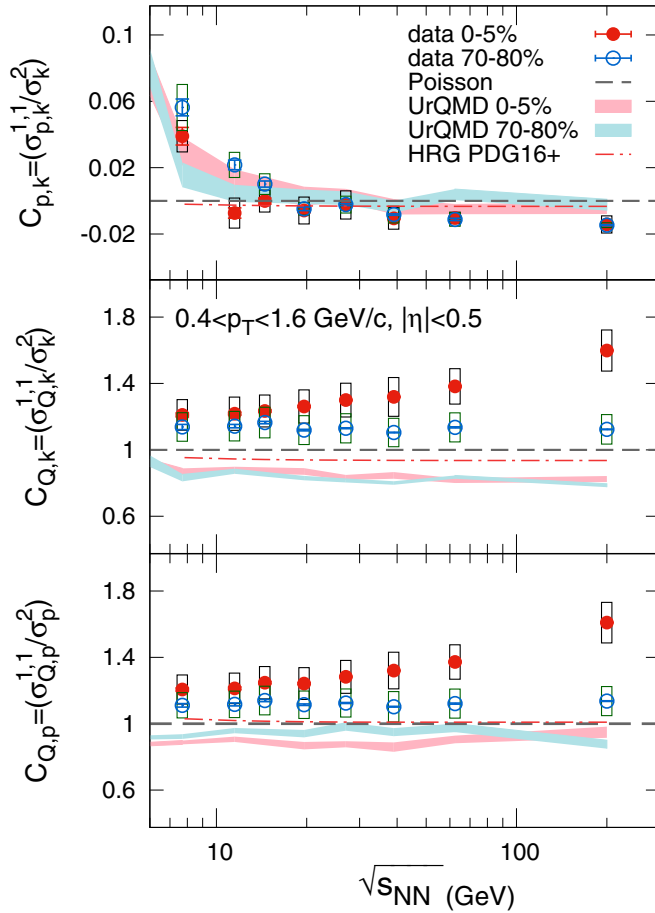 data 0-5%
data 70-80%
Poisson
UrQMD 0-5%
UrQMD 70-80%
HRG PDG16+
0.1
0.06
0.02
-0.02
C_{p,k}=(σ^{1,1}_{p,k}/σ^2_k)
0.4<p_T<1.6 GeV/c, |η|<0.5
1.8
1.4
1
0.6
C_{Q,k}=(σ^{1,1}_{Q,k}/σ^2_k)
1.8
1.4
1
0.6
C_{Q,p}=(σ^{1,1}_{Q,p}/σ^2_p)
10 100
√s_{NN} (GeV)